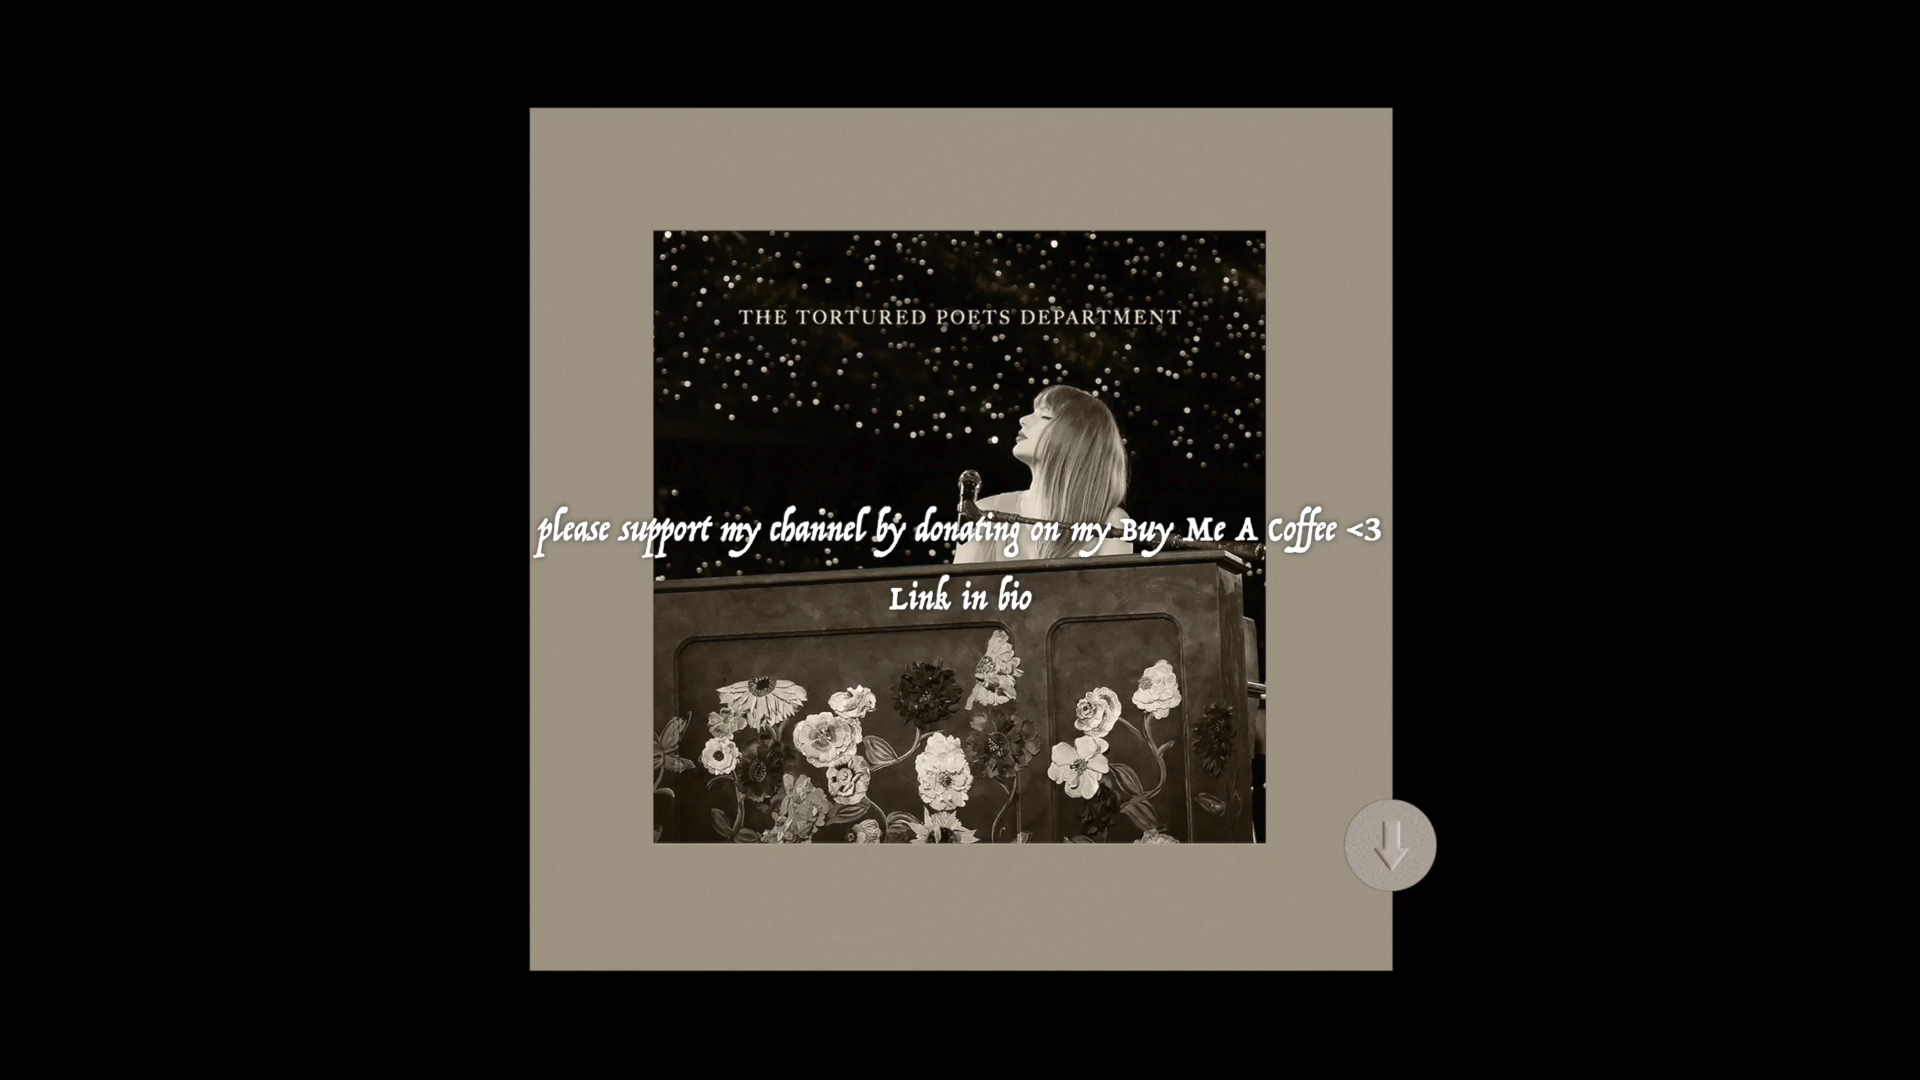 THE TORTURED POETS DEPARTMENT
please support my channel by donating on my Buy Me A Coffee <3
Link in bio